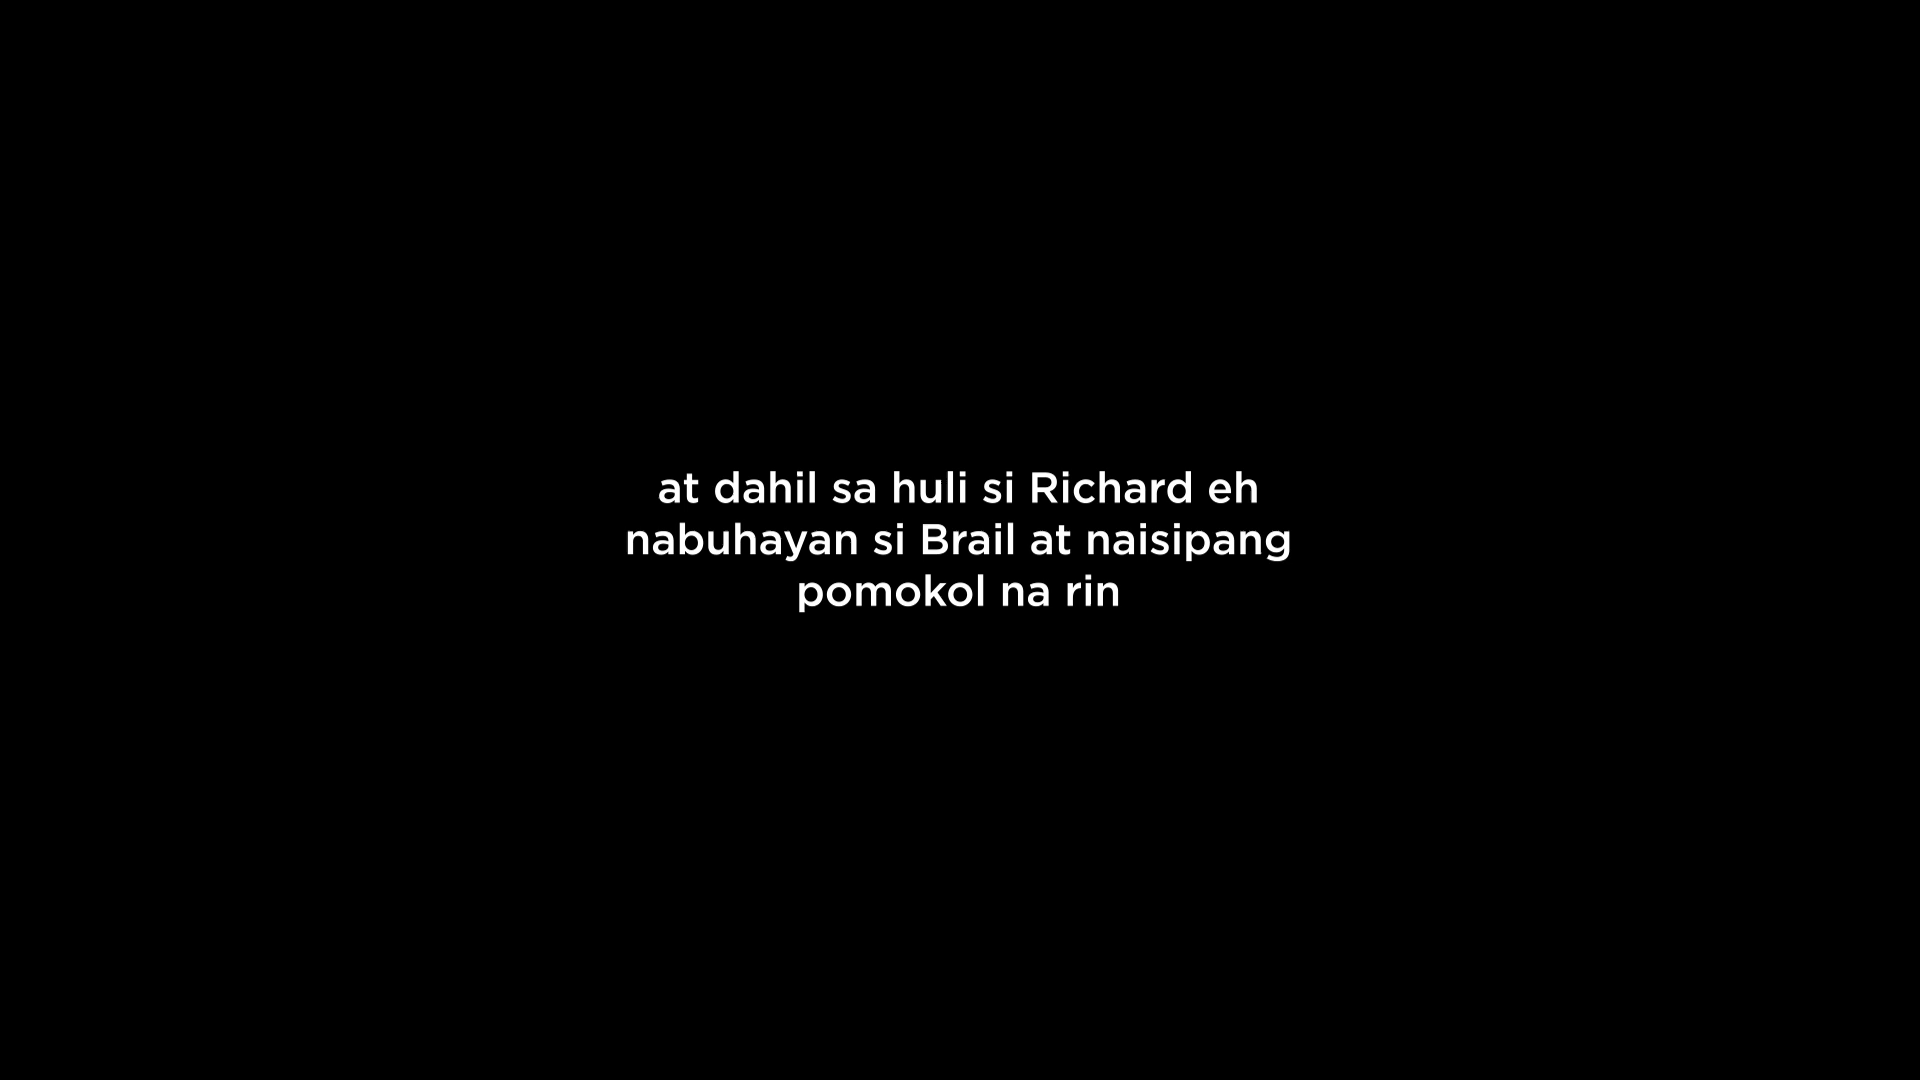 at dahil sa huli si Richard eh
nabuhayan si Brail at naisipang
pomokol na rin